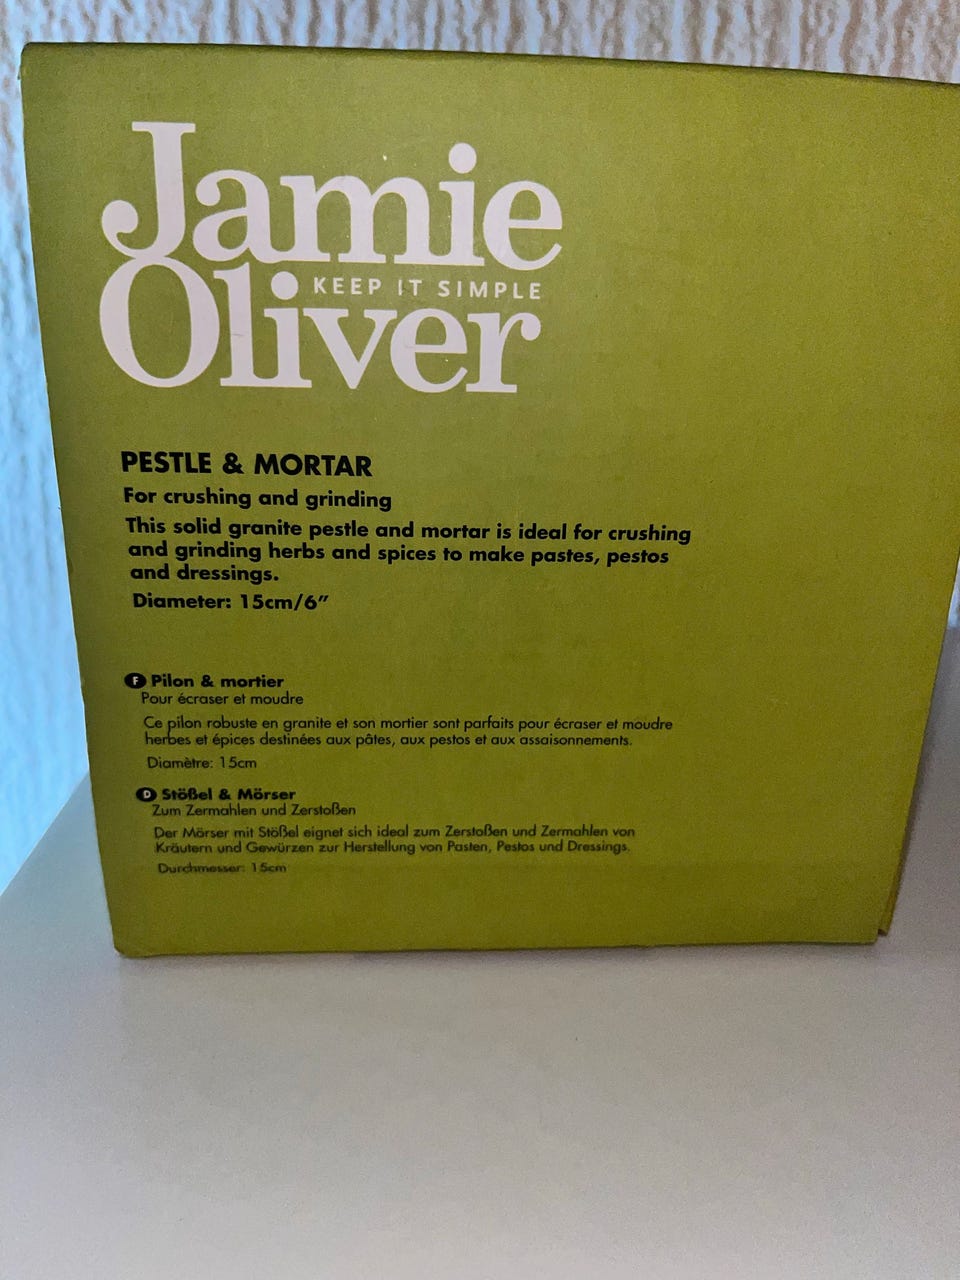 Jamie
KEEP IT SIMPLE
Oliver
PESTLE & MORTAR
For crushing and grinding
This solid granite pestle and mortar is ideal for crushing
and grinding herbs and spices to make pastes, pestos
and dressings.
Diameter: 15cm/6”
F Pilon & mortier
Pour écraser et moudre
Ce pilon robuste en granite et son mortier sont parfaits pour écraser et moudre
herbes et épices destinées aux pâtes, aux pestos et aux assaisonnements.
Diamètre: 15cm
D Stößel & Mörser
Zum Zermahlen und Zerstoßen
Der Mörser mit Stößel eignet sich ideal zum Zerstoßen und Zermahlen von
Kräutern und Gewürzen zur Herstellung von Pasten, Pestos und Dressings.
Durchmesser: 15cm